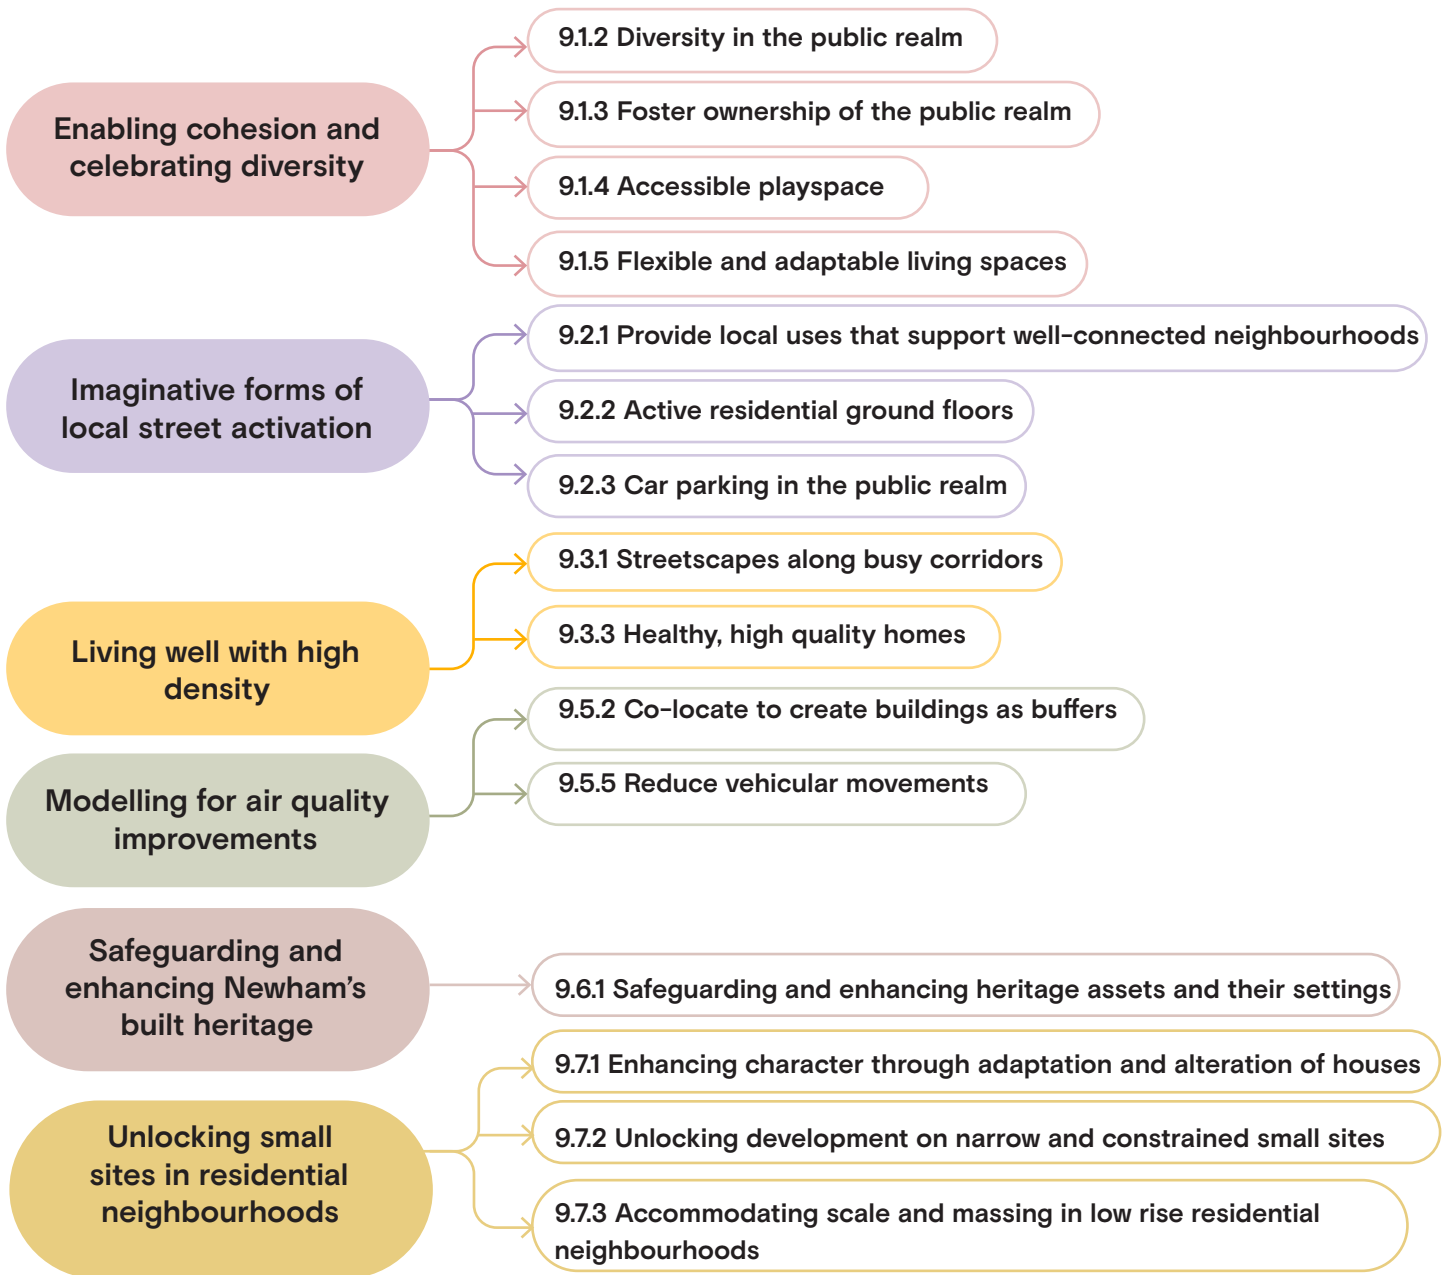 Enabling cohesion and
celebrating diversity
9.1.2 Diversity in the public realm
9.1.3 Foster ownership of the public realm
9.1.4 Accessible playspace
9.1.5 Flexible and adaptable living spaces
Imaginative forms of
local street activation
9.2.1 Provide local uses that support well-connected neighbourhoods
9.2.2 Active residential ground floors
9.2.3 Car parking in the public realm
Living well with high
density
9.3.1 Streetscapes along busy corridors
9.3.3 Healthy, high quality homes
Modelling for air quality
improvements
9.5.2 Co-locate to create buildings as buffers
9.5.5 Reduce vehicular movements
Safeguarding and
enhancing Newham's
built heritage
9.6.1 Safeguarding and enhancing heritage assets and their settings
Unlocking small
sites in residential
neighbourhoods
9.7.1 Enhancing character through adaptation and alteration of houses
9.7.2 Unlocking development on narrow and constrained small sites
9.7.3 Accommodating scale and massing in low rise residential
neighbourhoods